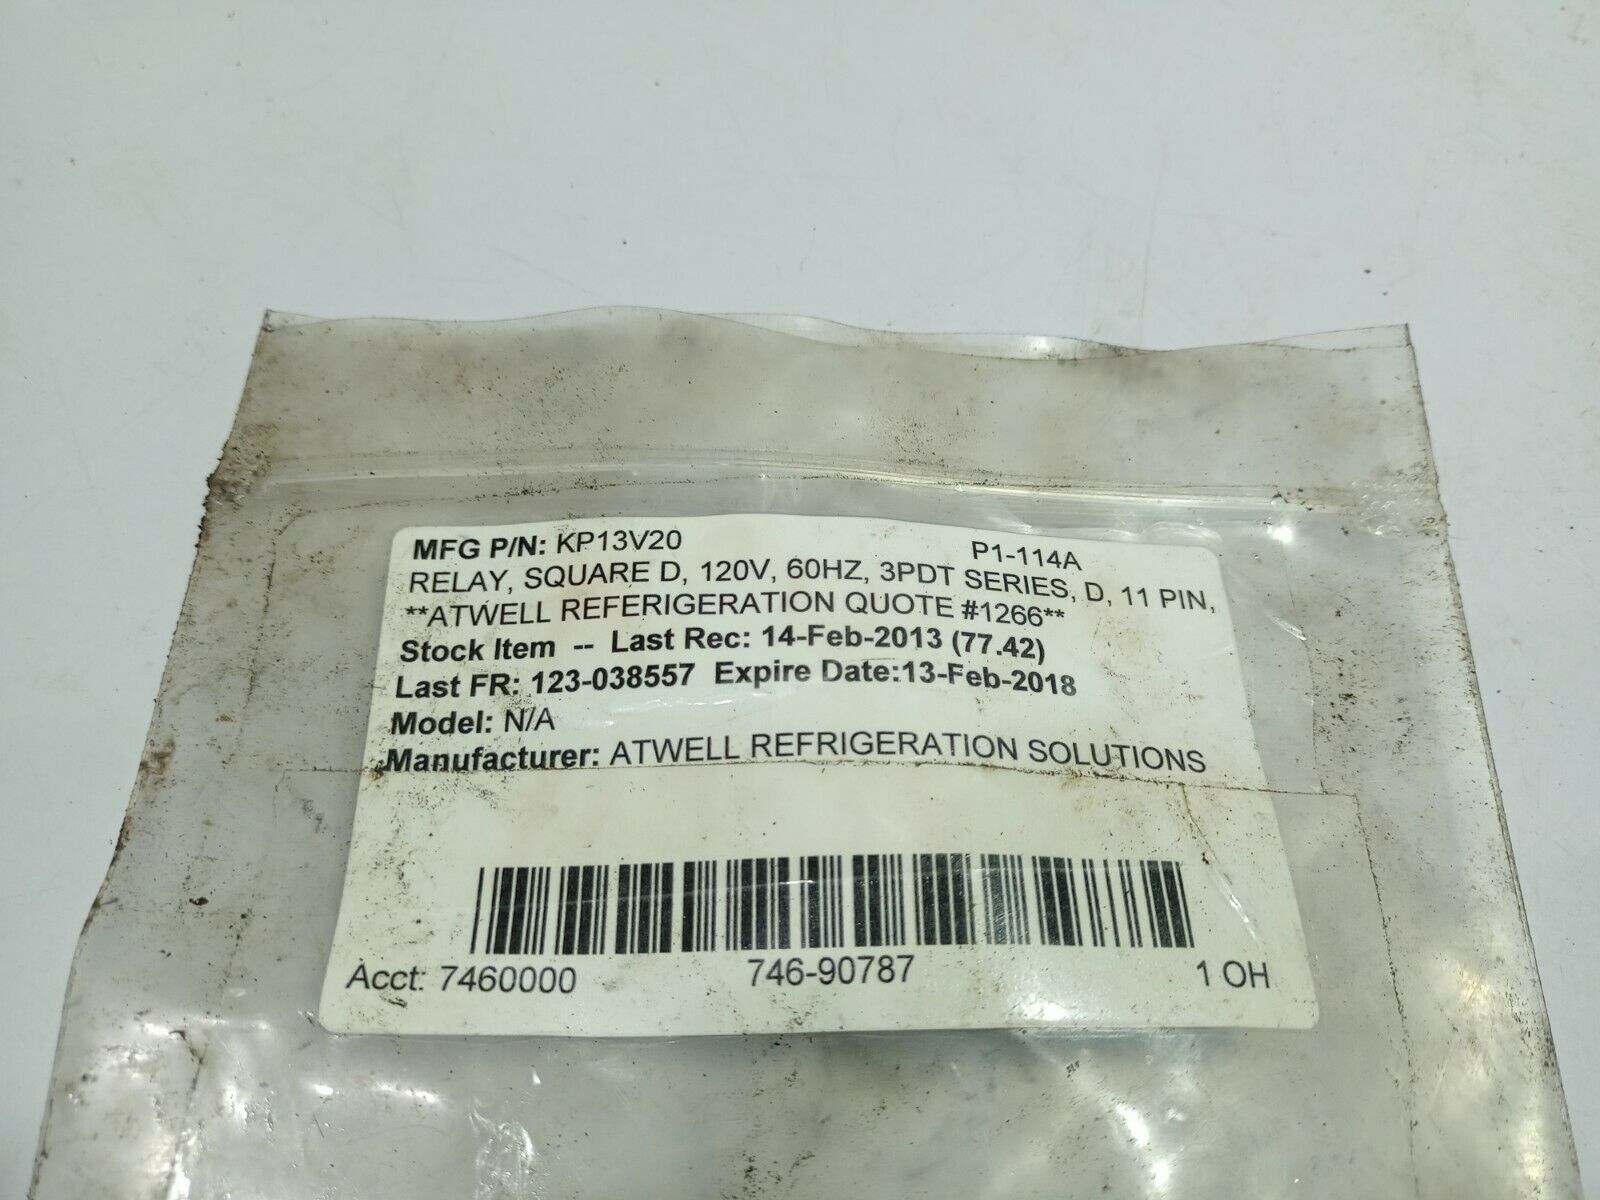 MFG P/N: KP13V20 P1-114A
RELAY, SQUARE D, 120V, 60HZ, 3PDT SERIES, D, 11 PIN,
**ATWELL REFERIGERATION QUOTE #1266**
Stock Item -- Last Rec: 14-Feb-2013 (77.42)
Last FR: 123-038557 Expire Date:13-Feb-2018
Model: N/A
Manufacturer: ATWELL REFRIGERATION SOLUTIONS
Acct: 7460000 746-90787 1 OH